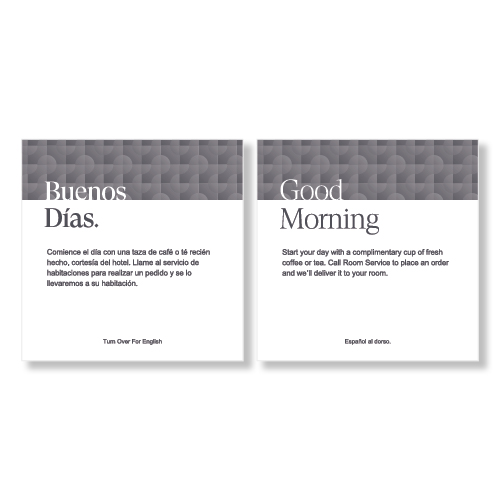 Buenos
Días.
Comience el día con una taza de café o té recién
hecho, cortesía del hotel. Llame al servicio de
habitaciones para realizar un pedido y se lo
llevaremos a su habitación.
Turn Over For English
Good
Morning
Start your day with a complimentary cup of fresh
coffee or tea. Call Room Service to place an order
and we'll deliver it to your room.
Español al dorso.